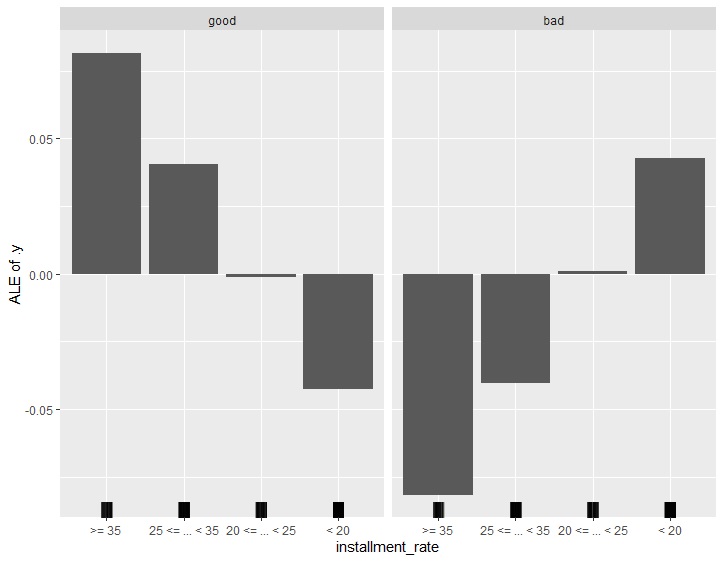 good bad
ALE of .y
0.05
0.00
-0.05
>= 35 25 <= ... < 35 20 <= ... < 25 < 20 >= 35 25 <= ... < 35 20 <= ... < 25 < 20
installment_rate